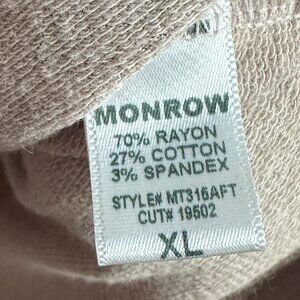 MONROW
70% RAYON
27% COTTON
3% SPANDEX
STYLE# MT316AFT
CUT# 19502
XL